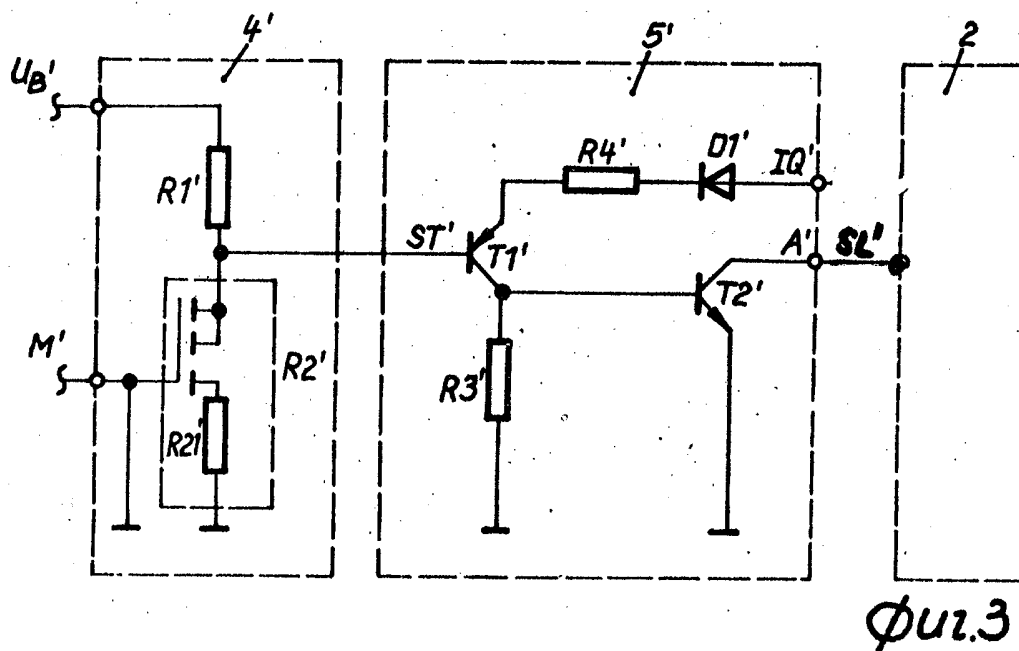 4'
5'
2
U_B'
R1'
R4'
D1'
IQ'
ST'
T1'
A'
SL"
T2'
M'
R2'
R3'
R21'
Фиг.3